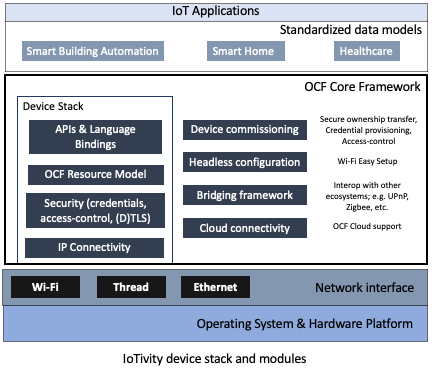 IoT Applications
Standardized data models
Smart Building Automation
Smart Home
Healthcare
OCF Core Framework
Device Stack
APIs & Language
Bindings
OCF Resource Model
Security (credentials,
access-control, (D)TLS)
IP Connectivity
Device commissioning
Secure ownership transfer,
Credential provisioning,
Access-control
Headless configuration
Wi-Fi Easy Setup
Bridging framework
Interop with other
ecosystems; e.g. UPnP,
Zigbee, etc.
Cloud connectivity
OCF Cloud support
Wi-Fi
Thread
Ethernet
Network interface
Operating System & Hardware Platform
IoTivity device stack and modules